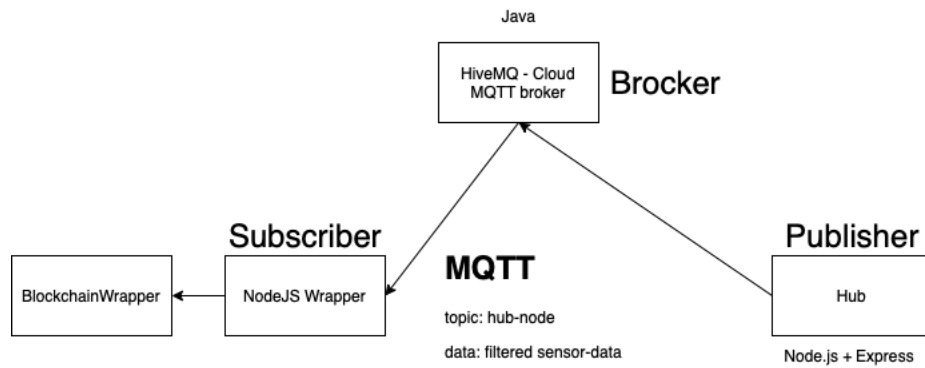 Java
HiveMQ - Cloud
MQTT broker
Brocker
Subscriber
Publisher
BlockchainWrapper
NodeJS Wrapper
MQTT
Hub
topic: hub-node
data: filtered sensor-data
Node.js + Express